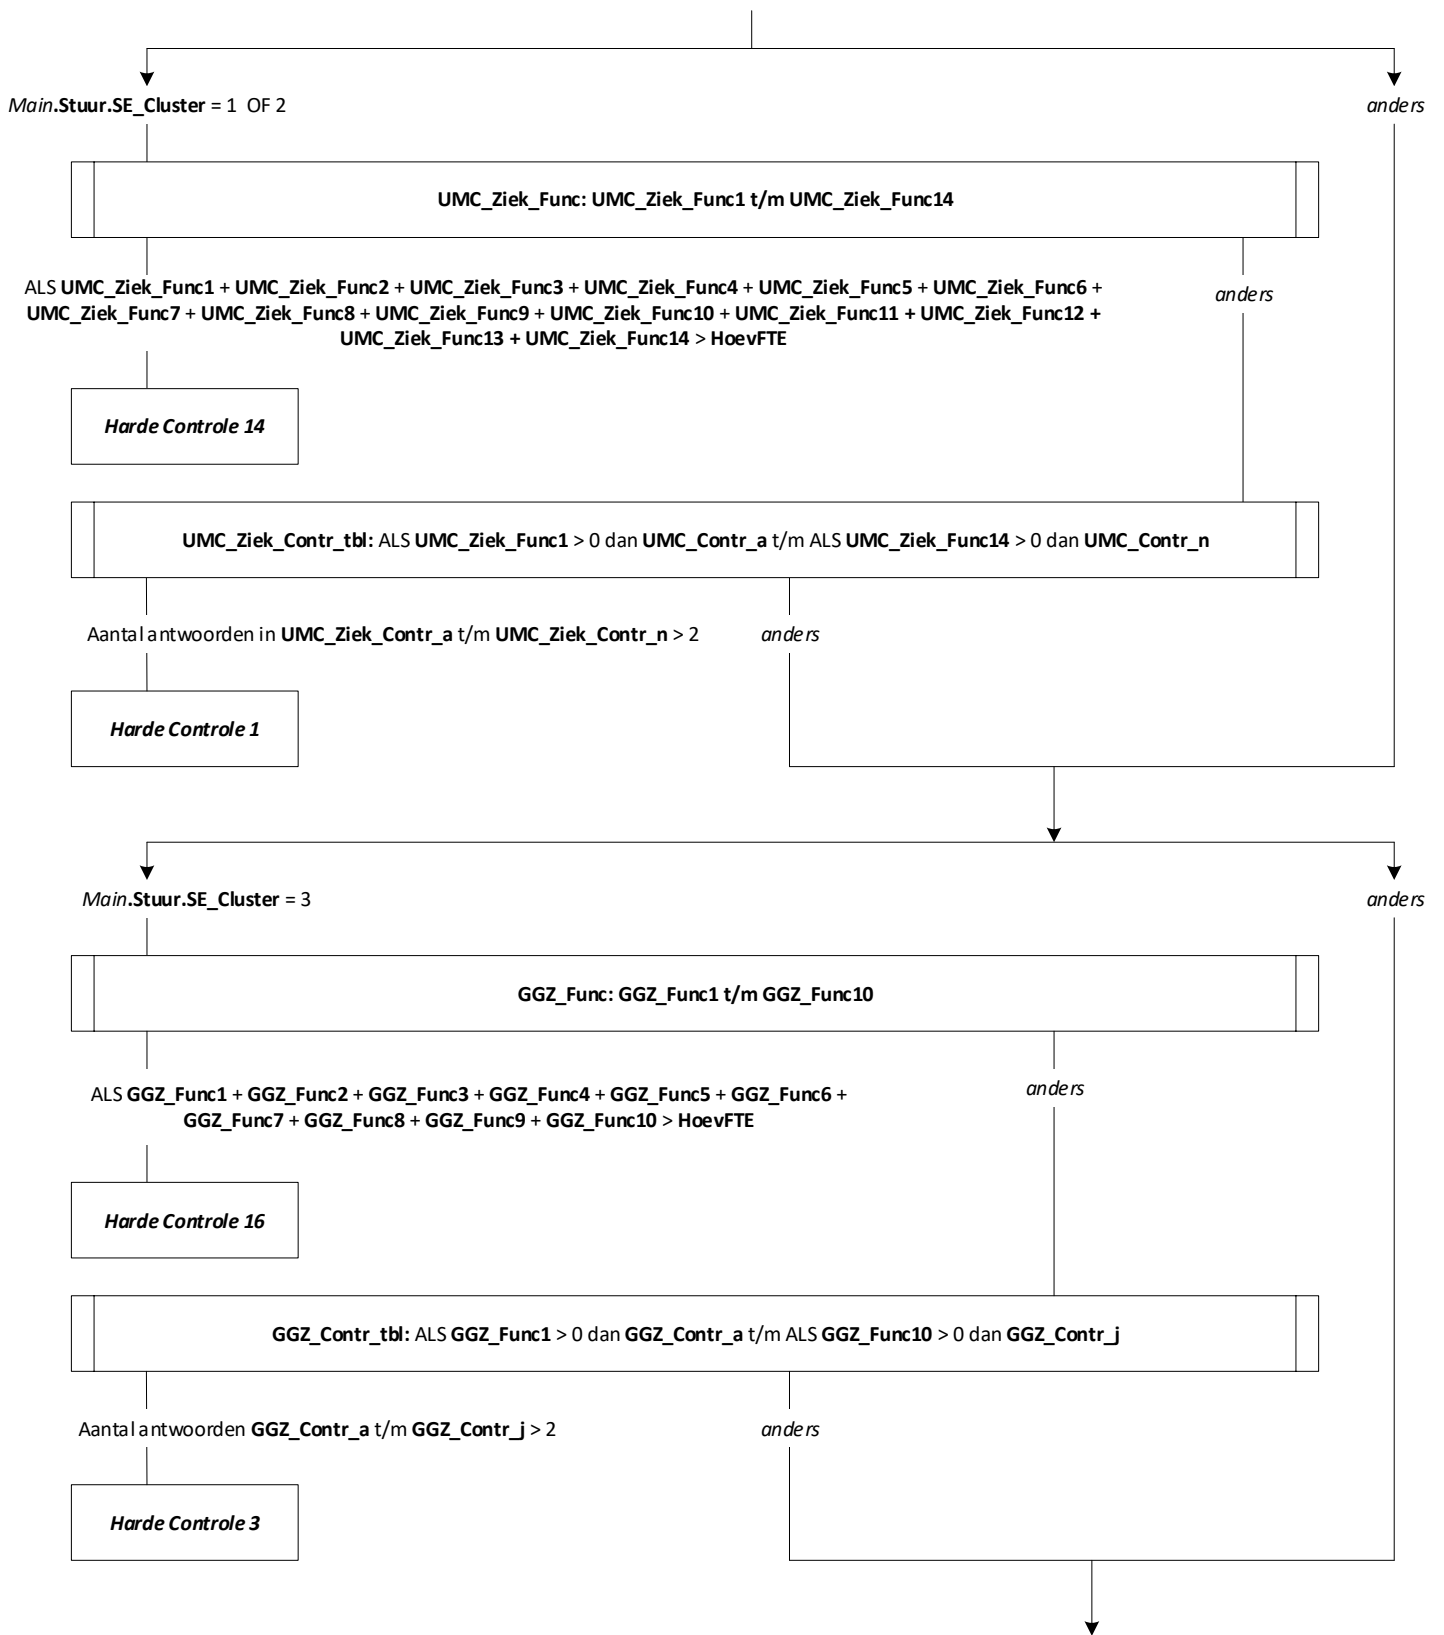 Main.Stuur.SE_Cluster = 1 OF 2
anders
UMC_Ziek_Func: UMC_Ziek_Func1 t/m UMC_Ziek_Func14
ALS UMC_Ziek_Func1 + UMC_Ziek_Func2 + UMC_Ziek_Func3 + UMC_Ziek_Func4 + UMC_Ziek_Func5 + UMC_Ziek_Func6 +
UMC_Ziek_Func7 + UMC_Ziek_Func8 + UMC_Ziek_Func9 + UMC_Ziek_Func10 + UMC_Ziek_Func11 + UMC_Ziek_Func12 +
UMC_Ziek_Func13 + UMC_Ziek_Func14 > HoevFTE
anders
Harde Controle 14
UMC_Ziek_Contr_tbl: ALS UMC_Ziek_Func1 > 0 dan UMC_Contr_a t/m ALS UMC_Ziek_Func14 > 0 dan UMC_Contr_n
Aantal antwoorden in UMC_Ziek_Contr_a t/m UMC_Ziek_Contr_n > 2
anders
Harde Controle 1
Main.Stuur.SE_Cluster = 3
anders
GGZ_Func: GGZ_Func1 t/m GGZ_Func10
ALS GGZ_Func1 + GGZ_Func2 + GGZ_Func3 + GGZ_Func4 + GGZ_Func5 + GGZ_Func6 +
GGZ_Func7 + GGZ_Func8 + GGZ_Func9 + GGZ_Func10 > HoevFTE
anders
Harde Controle 16
GGZ_Contr_tbl: ALS GGZ_Func1 > 0 dan GGZ_Contr_a t/m ALS GGZ_Func10 > 0 dan GGZ_Contr_j
Aantal antwoorden GGZ_Contr_a t/m GGZ_Contr_j > 2
anders
Harde Controle 3